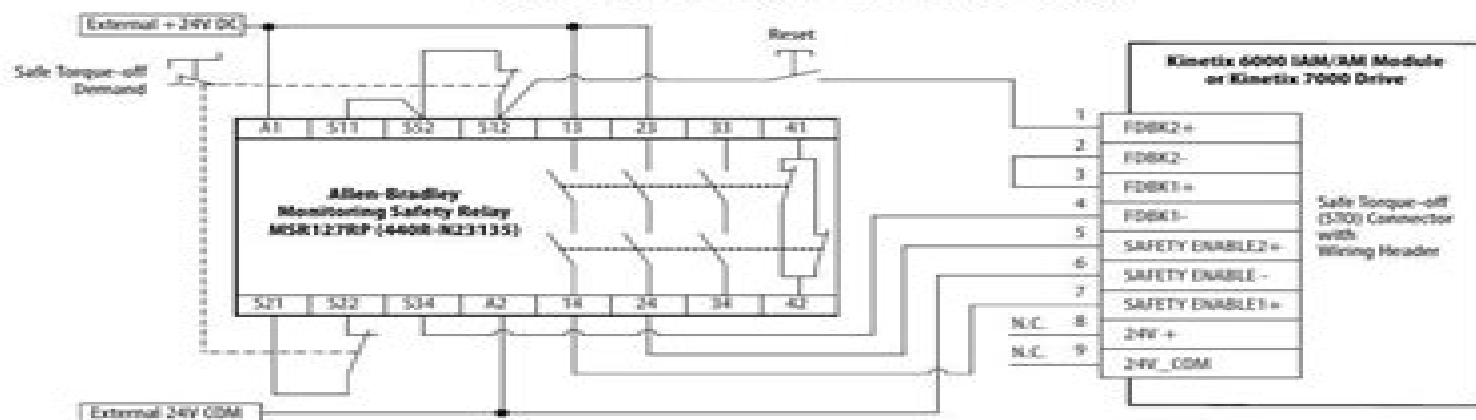 External + 24V DC
Safe Torque-off
Demand
Reset
Kinetix 6000 IAM/AM Module
or Kinetix 7000 Drive
A1 S11 S52 S12 13 23 33 41
Allen-Bradley
Monitoring Safety Relay
MSR127RP (440R-N23135)
S21 S22 S34 A2 14 24 34 42
1 FDBK2+
2 FDBK2-
3 FDBK1+
4 FDBK1-
5 SAFETY ENABLE2+
6 SAFETY ENABLE -
7 SAFETY ENABLE1+
N.C. 8 24V +
N.C. 9 24V_COM
Safe Torque-off
(STO) Connector
with
Wiring Header
External 24V COM